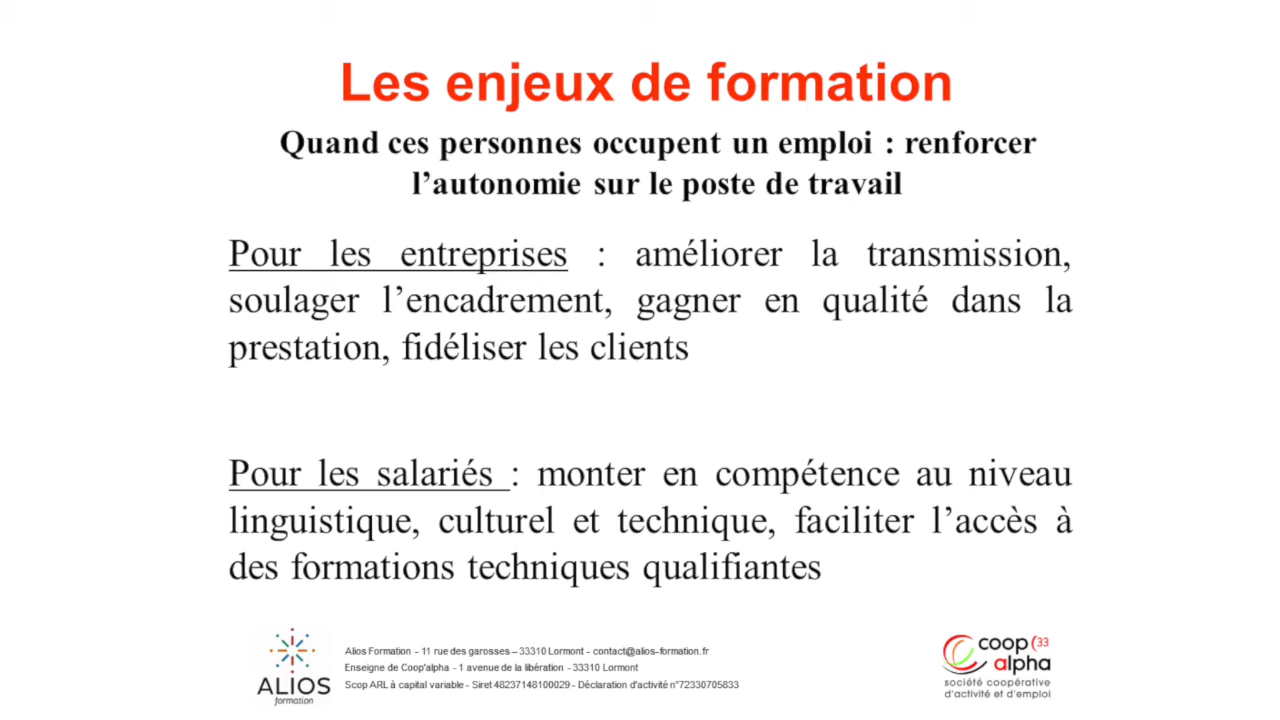 Les enjeux de formation
Quand ces personnes occupent un emploi : renforcer
l’autonomie sur le poste de travail
Pour les entreprises : améliorer la transmission,
soulager l’encadrement, gagner en qualité dans la
prestation, fidéliser les clients
Pour les salariés : monter en compétence au niveau
linguistique, culturel et technique, faciliter l’accès à
des formations techniques qualifiantes
ALIOS
formation
Alios Formation - 11 rue des garosses – 33310 Lormont - contact@alios-formation.fr
Enseigne de Coop'alpha - 1 avenue de la libération - 33310 Lormont
Scop ARL à capital variable - Siret 48237148100029 - Déclaration d'activité n°72330705833
coop (33
alpha
société coopérative
d'activité et d'emploi